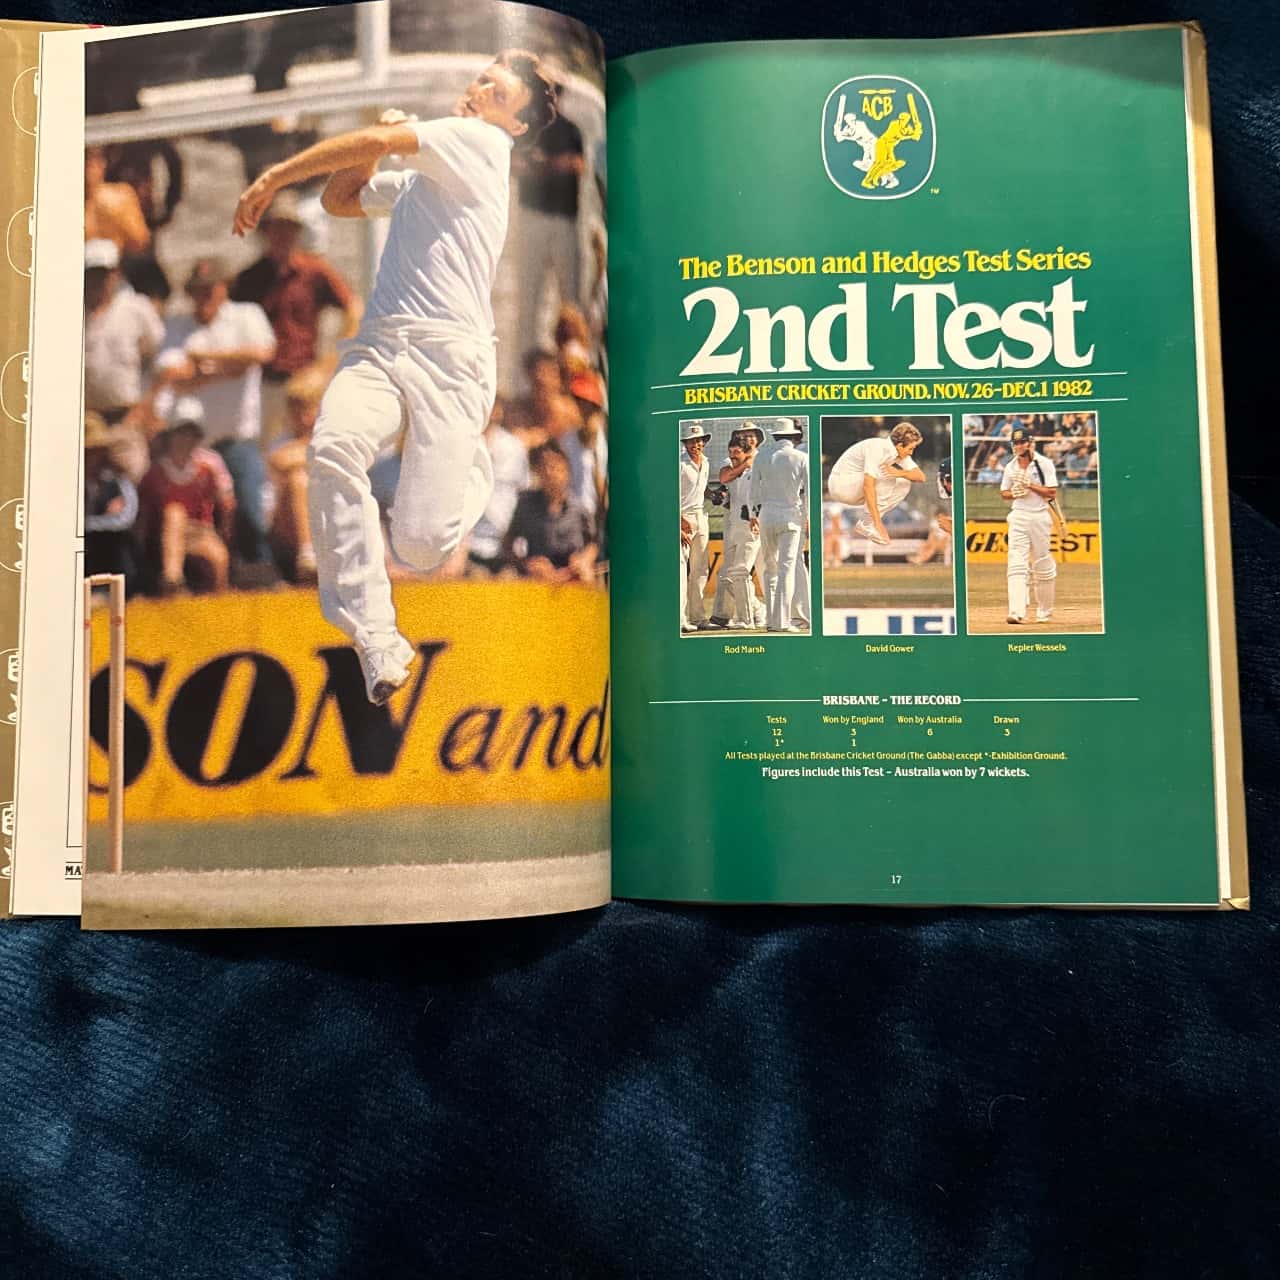 MA
SON and
ACB
TM
The Benson and Hedges Test Series
2nd Test
BRISBANE CRICKET GROUND. NOV. 26-DEC.1 1982
GES
EST
LIFE
Rod Marsh
David Gower
Kepler Wessels
BRISBANE - THE RECORD
Tests Won by England Won by Australia Drawn
12 3 6 3
1* 1
All Tests played at the Brisbane Cricket Ground (The Gabba) except *-Exhibition Ground.
Figures include this Test - Australia won by 7 wickets.
17